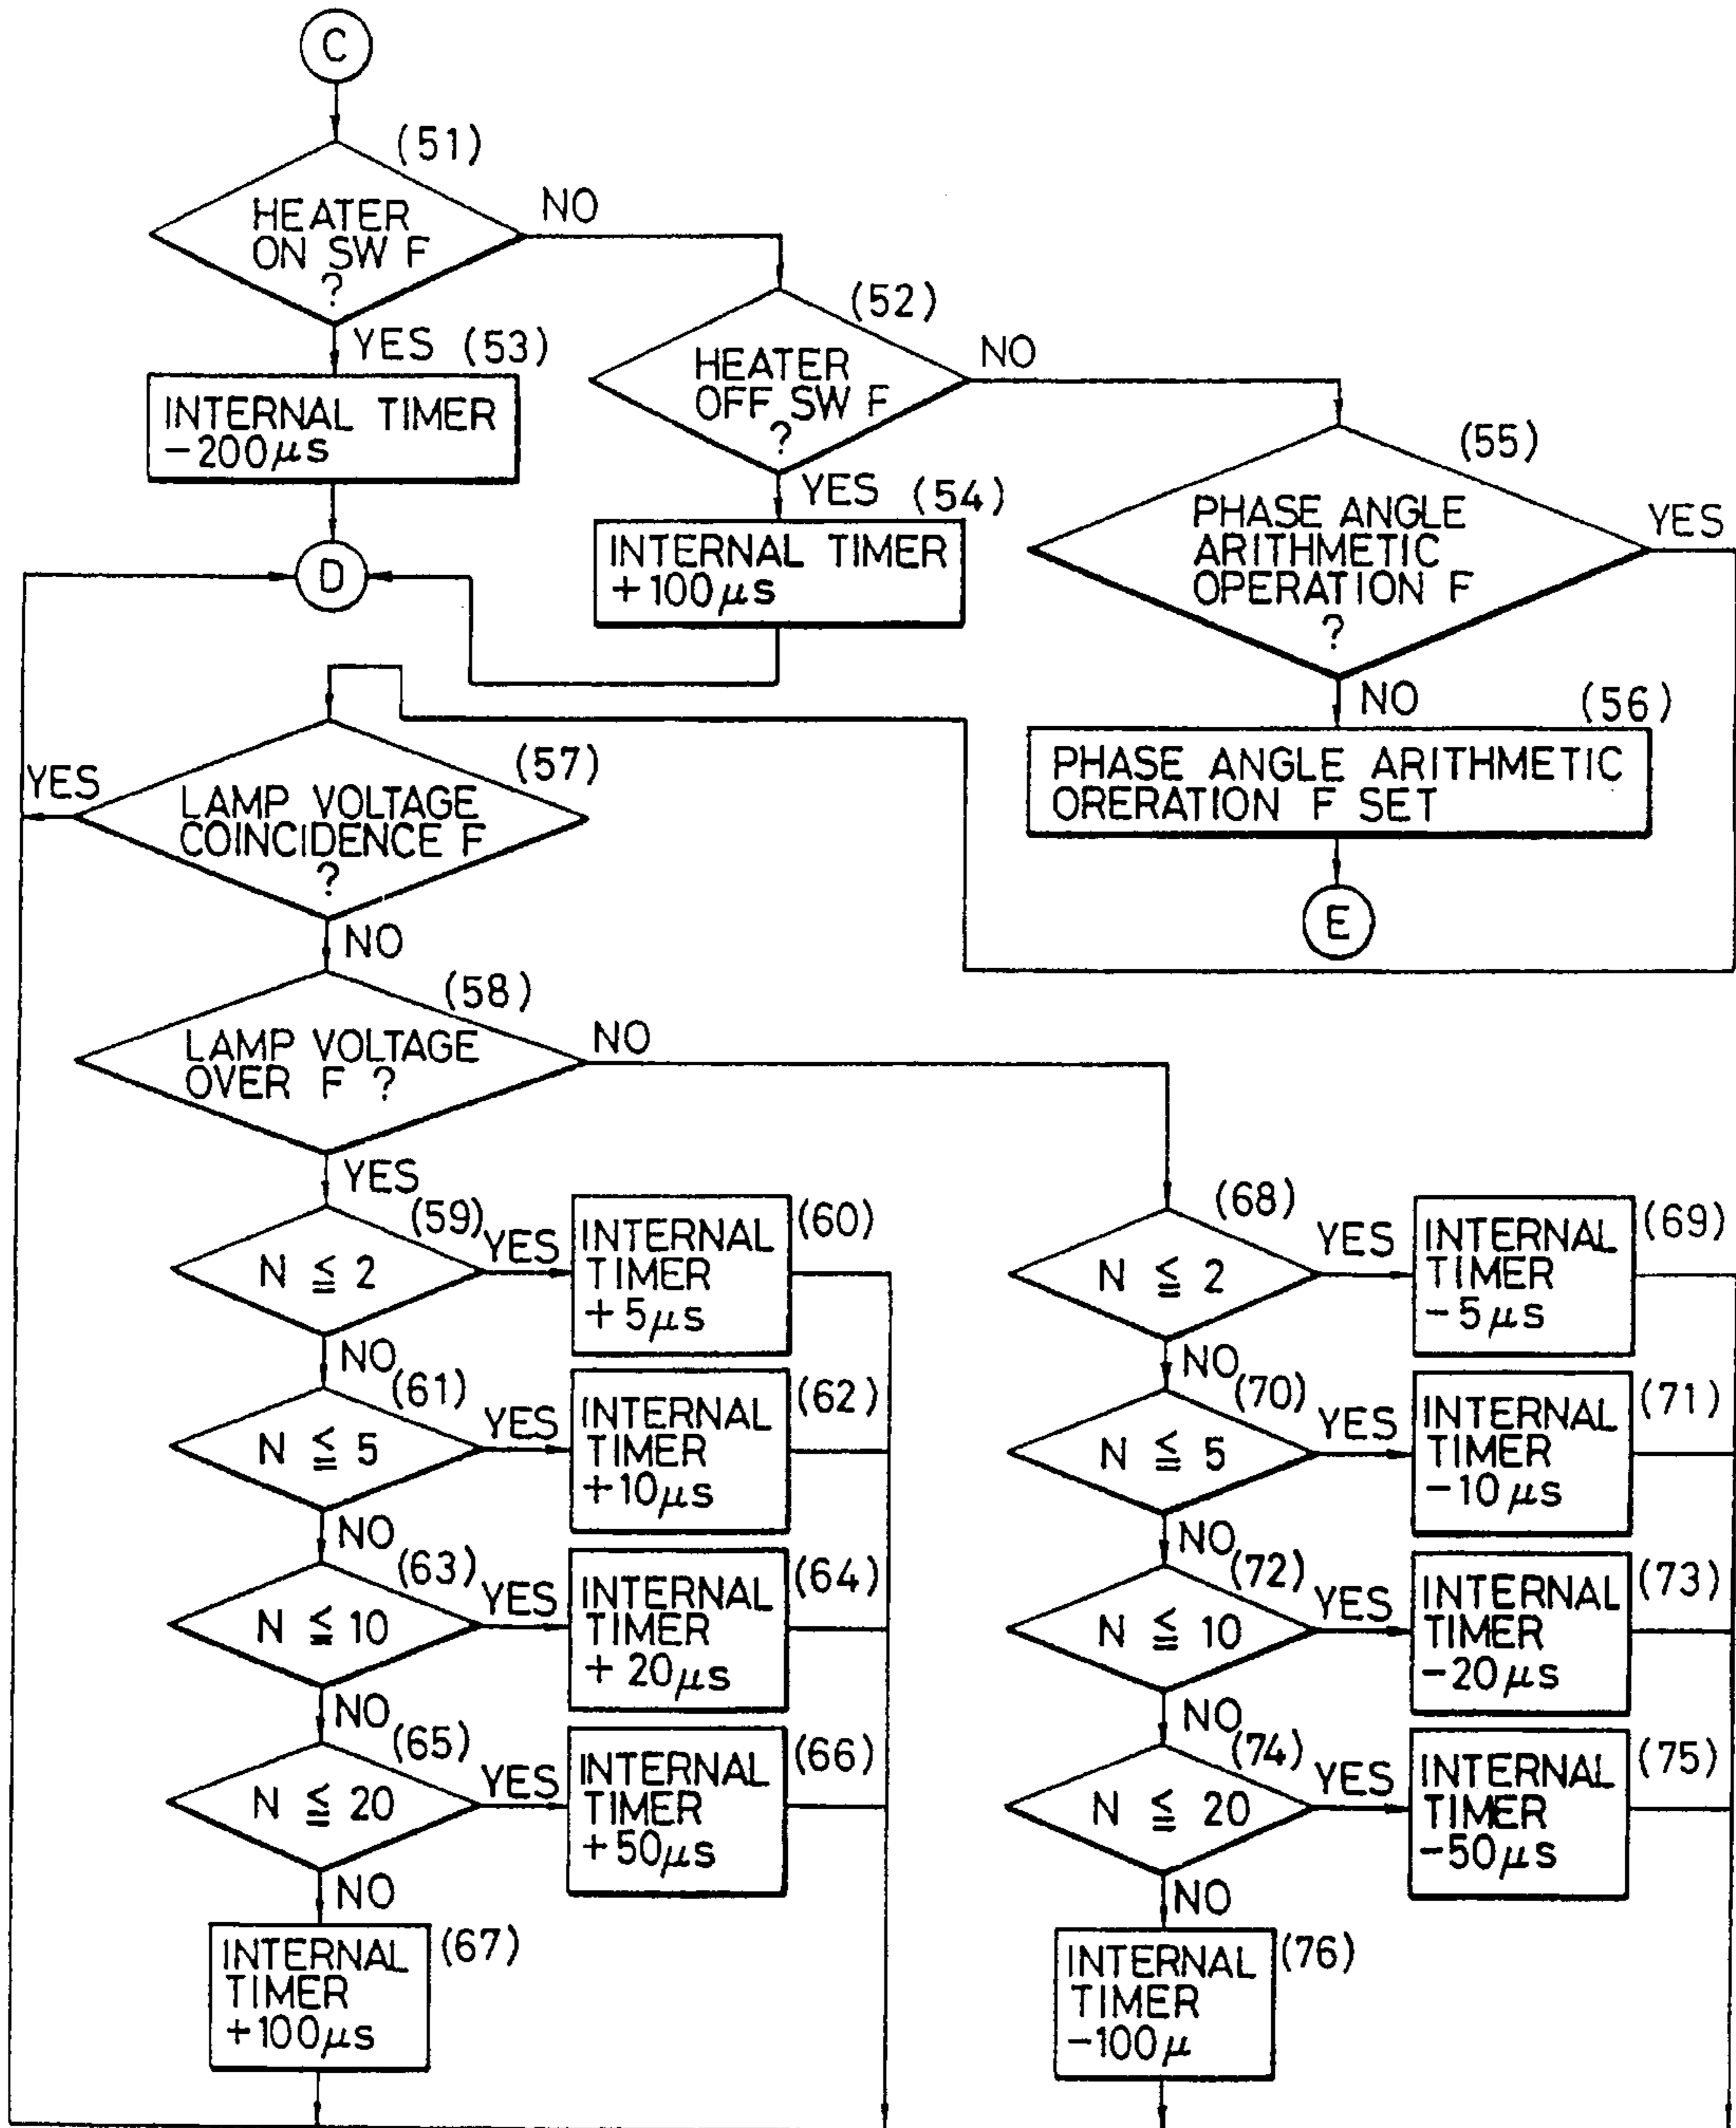 C
(51)
HEATER
ON SW F
?
NO
YES (53)
INTERNAL TIMER
-200μs
D
(52)
HEATER
OFF SW F
?
NO
YES (54)
INTERNAL TIMER
+100μs
(55)
PHASE ANGLE
ARITHMETIC
OPERATION F
?
YES
NO
(56)
PHASE ANGLE ARITHMETIC
ORERATION F SET
E
(57)
LAMP VOLTAGE
COINCIDENCE F
?
YES
NO
(58)
LAMP VOLTAGE
OVER F ?
NO
YES
(59)
N ≦ 2
YES
(60)
INTERNAL
TIMER
+5μs
NO
(61)
N ≦ 5
YES
(62)
INTERNAL
TIMER
+10μs
NO
(63)
N ≦ 10
YES
(64)
INTERNAL
TIMER
+20μs
NO
(65)
N ≦ 20
YES
(66)
INTERNAL
TIMER
+50μs
NO
(67)
INTERNAL
TIMER
+100μs
(68)
N ≦ 2
YES
(69)
INTERNAL
TIMER
-5μs
NO
(70)
N ≦ 5
YES
(71)
INTERNAL
TIMER
-10μs
NO
(72)
N ≦ 10
YES
(73)
INTERNAL
TIMER
-20μs
NO
(74)
N ≦ 20
YES
(75)
INTERNAL
TIMER
-50μs
NO
(76)
INTERNAL
TIMER
-100μ